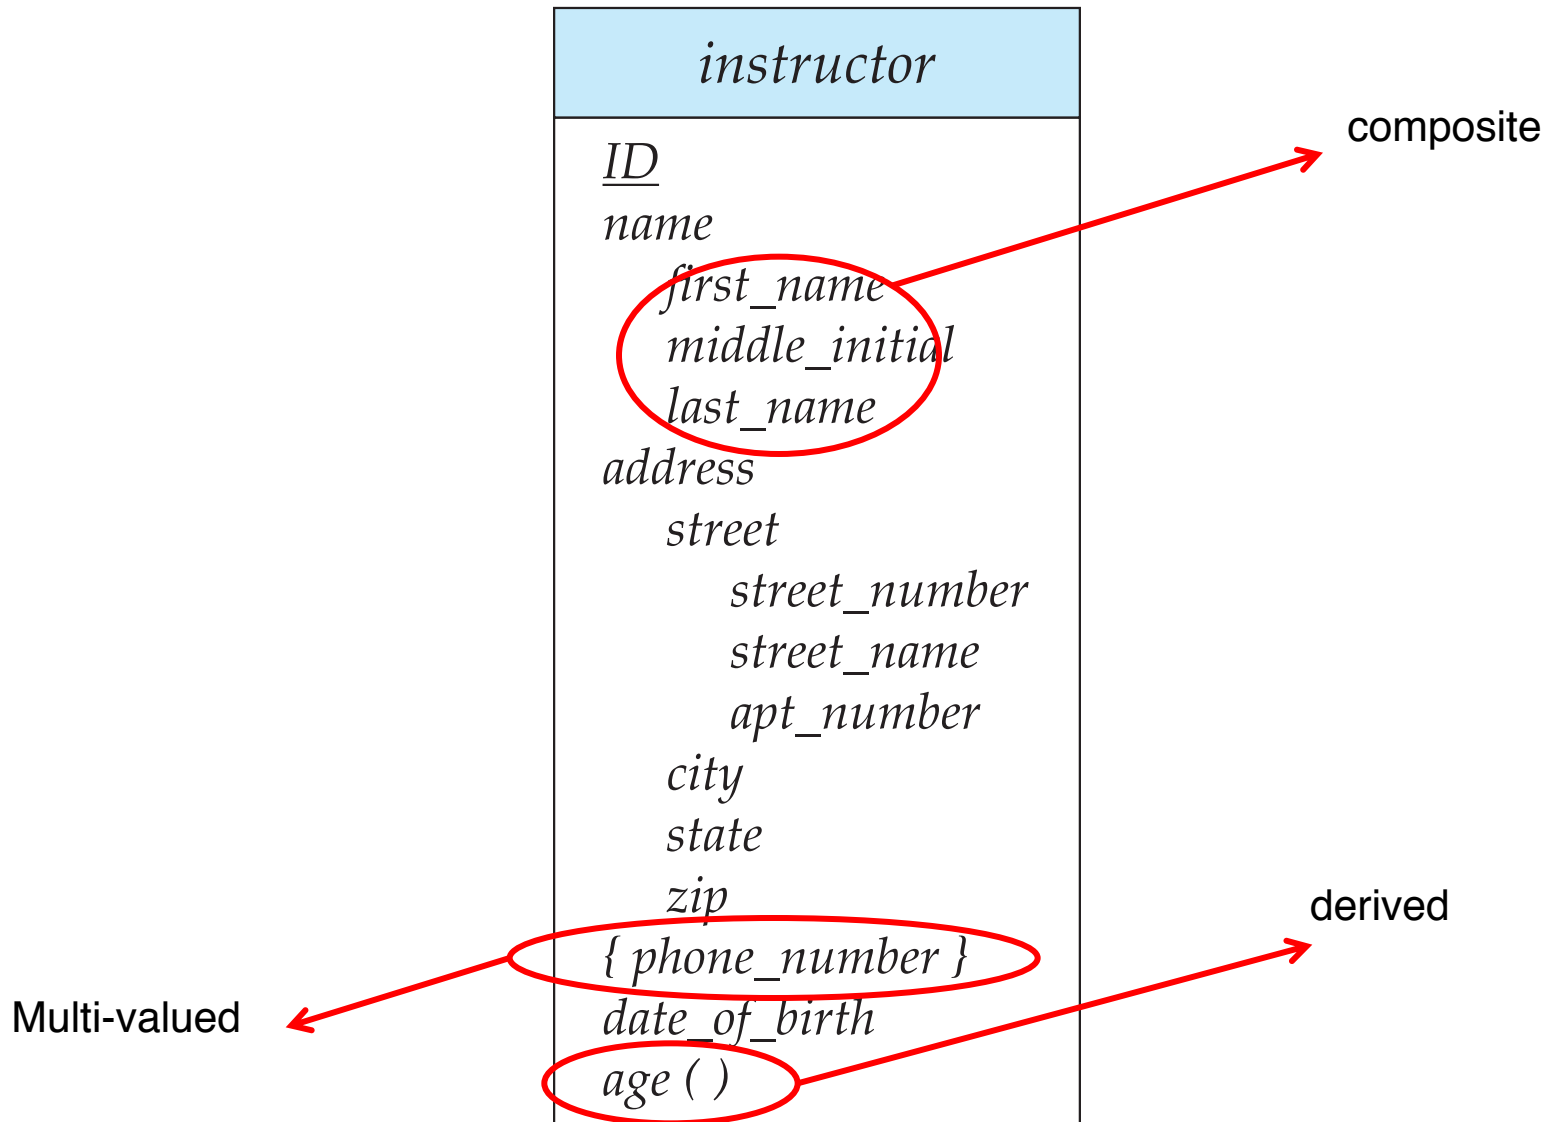 instructor
composite
ID
name
first_name
middle_initial
last_name
address
street
street_number
street_name
apt_number
city
state
zip
derived
{ phone_number }
Multi-valued
date_of_birth
age ( )